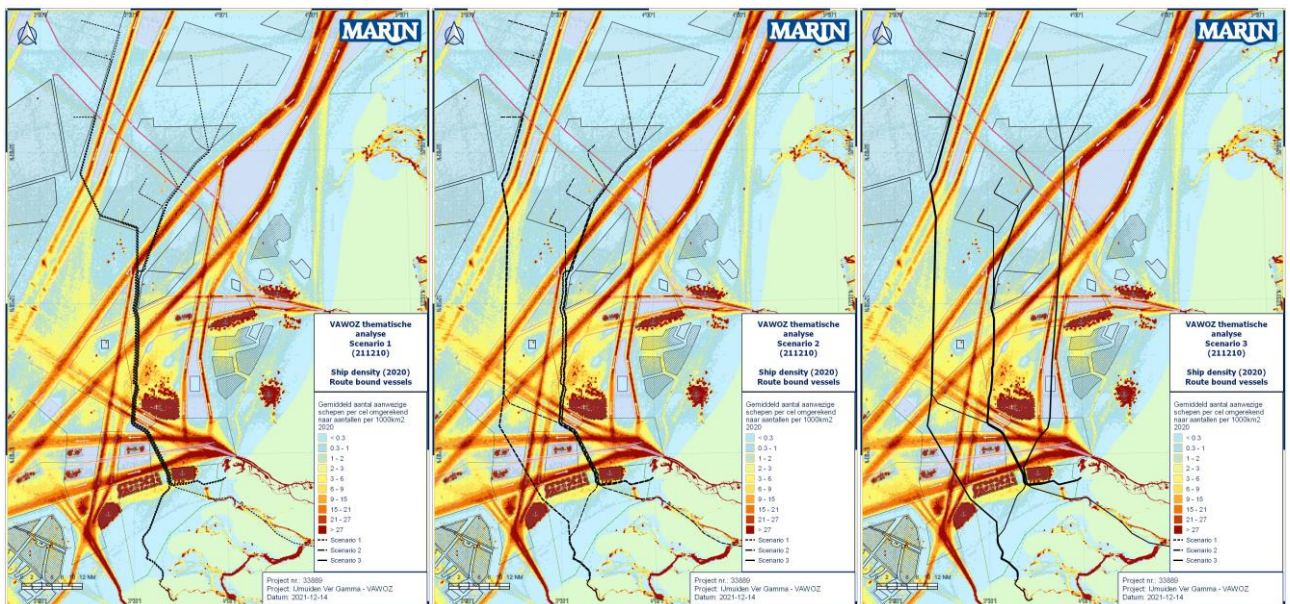 MARIN
VAWOZ thematische
analyse
Scenario 1
(211210)
Ship density (2020)
Route bound vessels
Gemiddeld aantal aanwezige
schepen per cel omgerekend
naar aantallen per 1000km2
2020
< 0.3
0.3 - 1
1 - 2
2 - 3
3 - 6
6 - 9
9 - 15
15 - 21
21 - 27
> 27
Scenario 1
Scenario 2
Scenario 3
12 NM
Project nr.: 33889
Project: IJmuiden Ver Gamma - VAWOZ
Datum: 2021-12-14
MARIN
VAWOZ thematische
analyse
Scenario 2
(211210)
Ship density (2020)
Route bound vessels
Gemiddeld aantal aanwezige
schepen per cel omgerekend
naar aantallen per 1000km2
2020
< 0.3
0.3 - 1
1 - 2
2 - 3
3 - 6
6 - 9
9 - 15
15 - 21
21 - 27
> 27
Scenario 1
Scenario 2
Scenario 3
12 NM
Project nr.: 33889
Project: IJmuiden Ver Gamma - VAWOZ
Datum: 2021-12-14
MARIN
VAWOZ thematische
analyse
Scenario 3
(211210)
Ship density (2020)
Route bound vessels
Gemiddeld aantal aanwezige
schepen per cel omgerekend
naar aantallen per 1000km2
2020
< 0.3
0.3 - 1
1 - 2
2 - 3
3 - 6
6 - 9
9 - 15
15 - 21
21 - 27
> 27
Scenario 1
Scenario 2
Scenario 3
12 NM
Project nr.: 33889
Project: IJmuiden Ver Gamma - VAWOZ
Datum: 2021-12-14